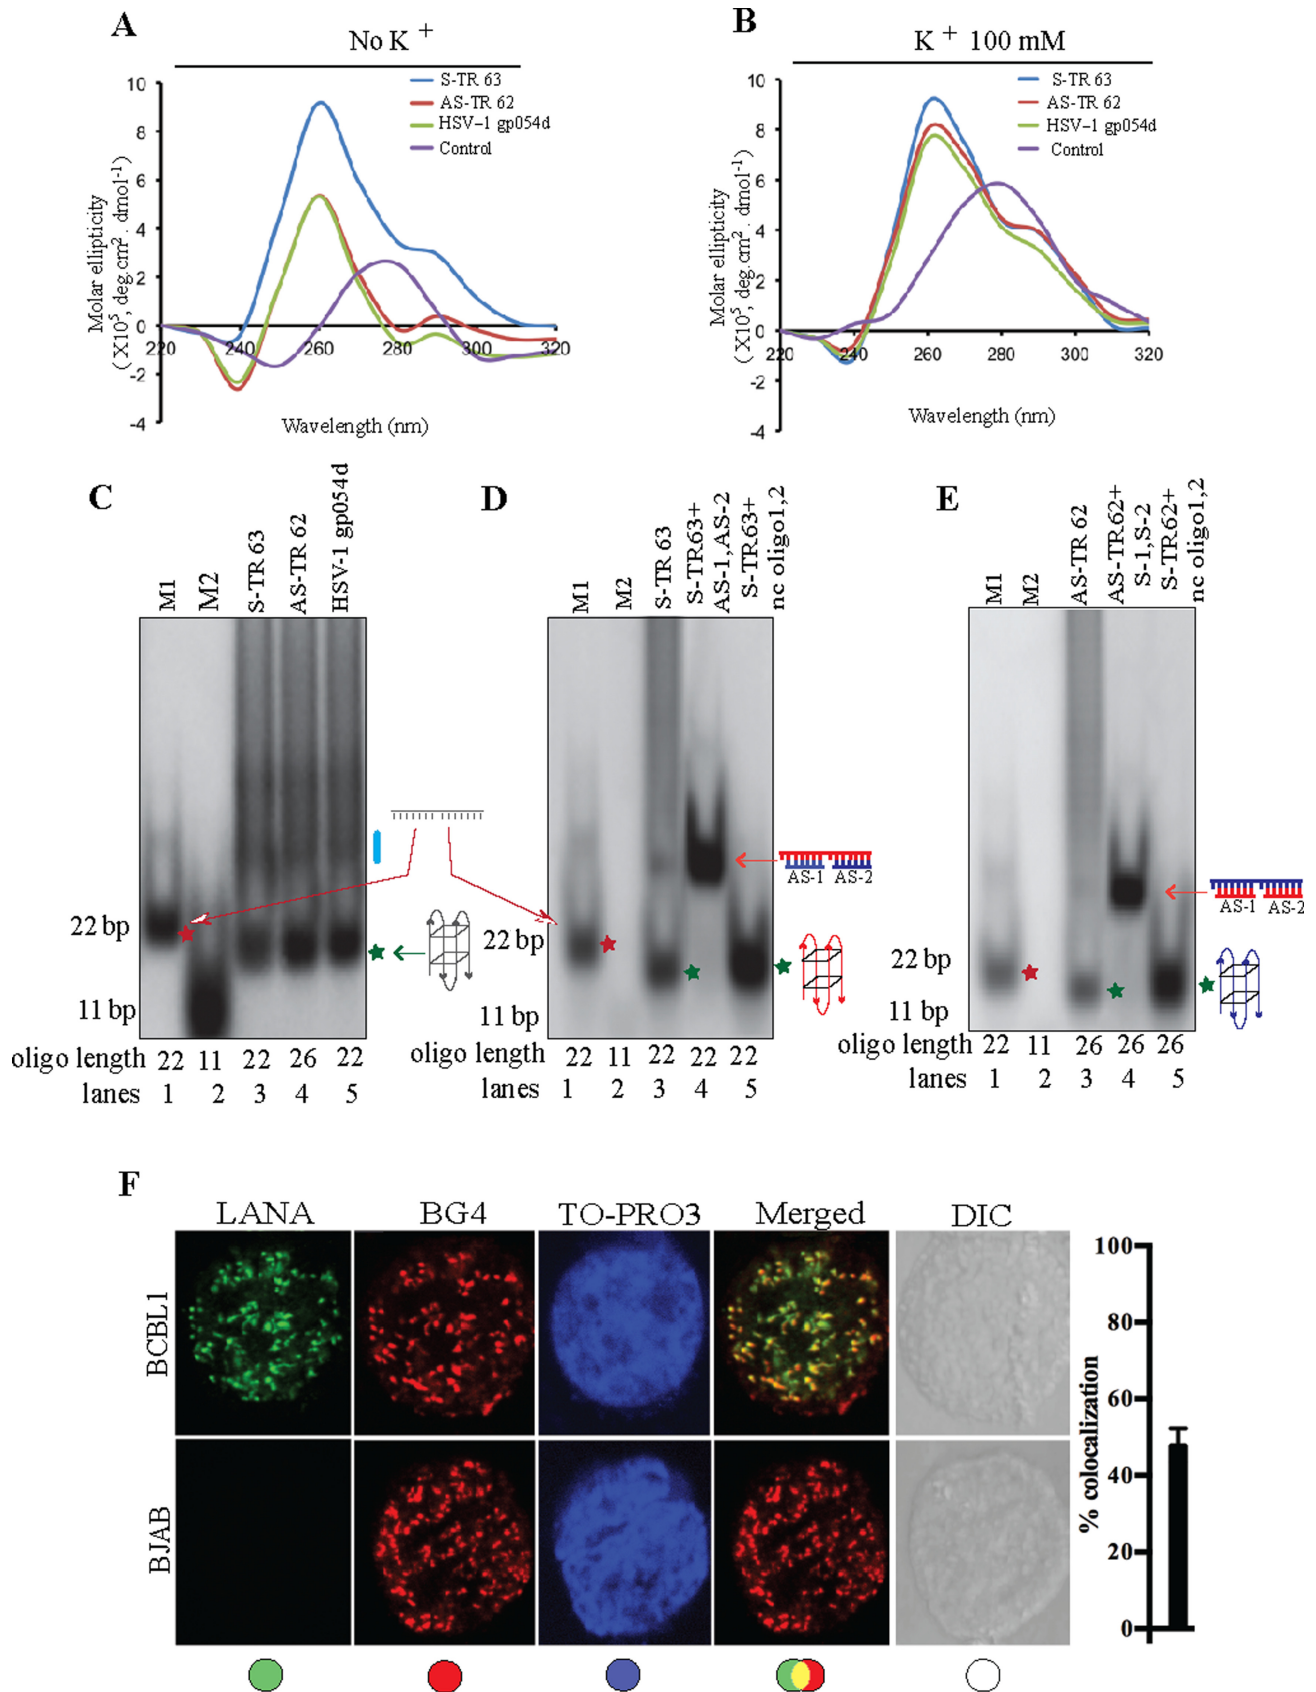 A
No K +
S-TR 63
AS-TR 62
HSV-1 gp054d
Control
Molar ellipticity
(X10⁵, deg.cm². dmol⁻¹)
10
8
6
4
2
0
-2
-4
220 240 260 280 300 320
Wavelength (nm)
B
K + 100 mM
S-TR 63
AS-TR 62
HSV-1 gp054d
Control
Molar ellipticity
(X10⁵, deg.cm². dmol⁻¹)
10
8
6
4
2
0
-2
-4
220 240 260 280 300 320
Wavelength (nm)
C
M1
M2
S-TR 63
AS-TR 62
HSV-1 gp054d
22 bp
11 bp
oligo length 22 11 22 26 22
lanes 1 2 3 4 5
D
M1
M2
S-TR 63
S-TR63+
AS-1,AS-2
S-TR63+
nc oligo1,2
AS-1 AS-2
22 bp
11 bp
oligo length 22 11 22 22 22
lanes 1 2 3 4 5
E
M1
M2
AS-TR 62
AS-TR62+
S-1,S-2
S-TR62+
nc oligo1,2
AS-1 AS-2
22 bp
11 bp
oligo length 22 11 26 26 26
lanes 1 2 3 4 5
F
LANA BG4 TO-PRO3 Merged DIC
BCBL1
BJAB
% colocalization
100
80
60
40
20
0